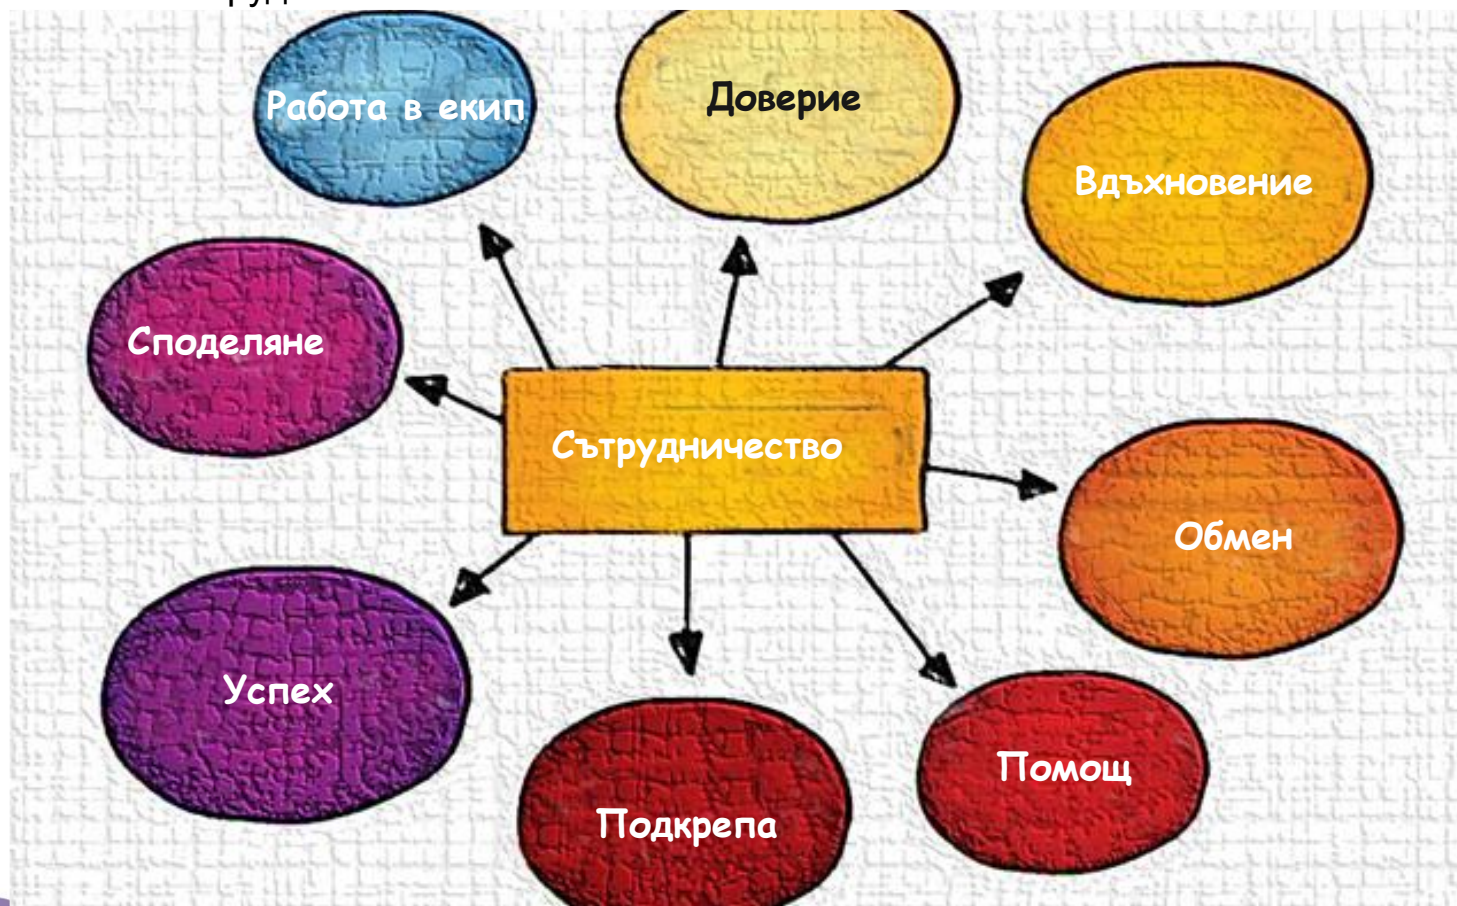 Работа в екип
Доверие
Вдъхновение
Споделяне
Сътрудничество
Обмен
Успех
Помощ
Подкрепа